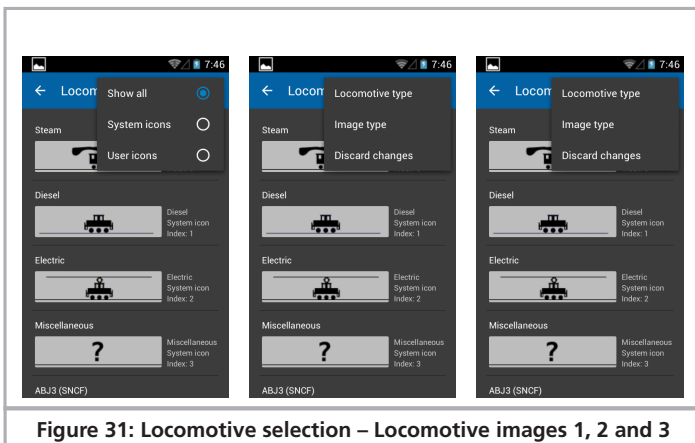 7:46
Locom
Show all
System icons
User icons
Steam
Diesel
Diesel
System icon
Index: 1
Electric
Electric
System icon
Index: 2
Miscellaneous
?
Miscellaneous
System icon
Index: 3
ABJ3 (SNCF)
7:46
Locom
Locomotive type
Image type
Discard changes
Steam
Diesel
Diesel
System icon
Index: 1
Electric
Electric
System icon
Index: 2
Miscellaneous
?
Miscellaneous
System icon
Index: 3
ABJ3 (SNCF)
7:46
Locom
Locomotive type
Image type
Discard changes
Steam
Diesel
Diesel
System icon
Index: 1
Electric
Electric
System icon
Index: 2
Miscellaneous
?
Miscellaneous
System icon
Index: 3
ABJ3 (SNCF)
Figure 31: Locomotive selection – Locomotive images 1, 2 and 3